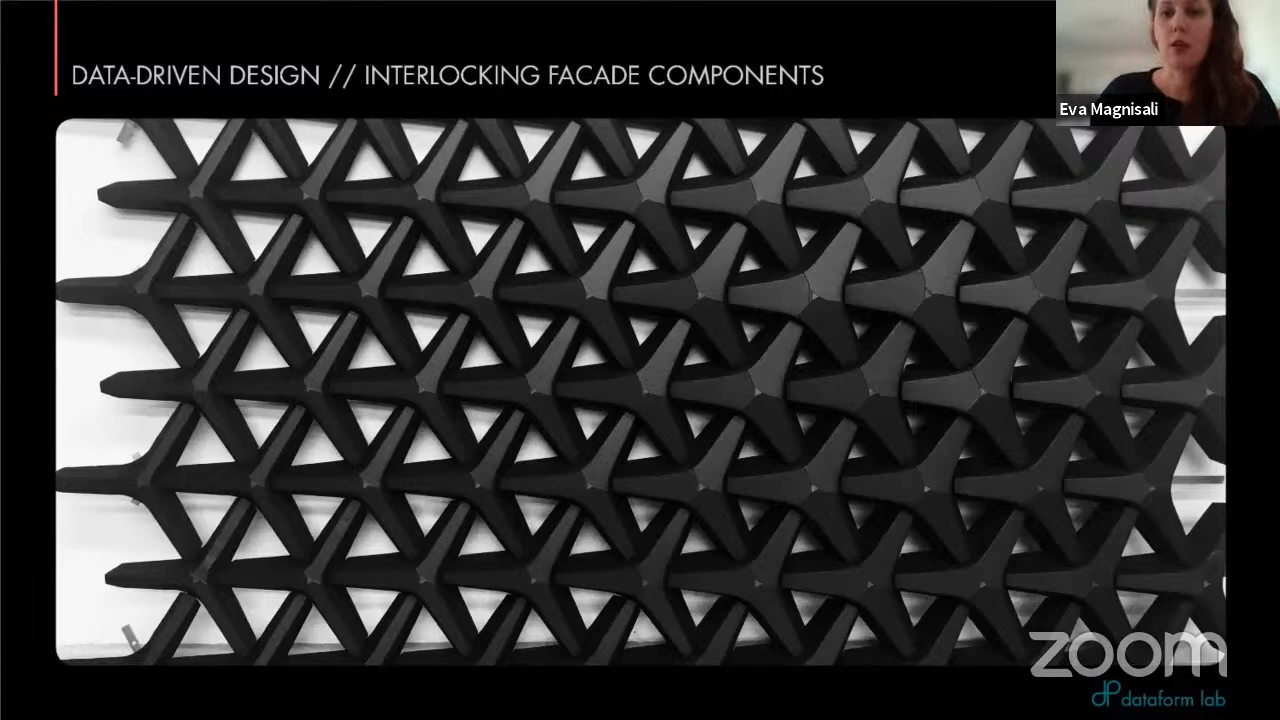 DATA-DRIVEN DESIGN // INTERLOCKING FACADE COMPONENTS
Eva Magnisali
zoom
dataform lab